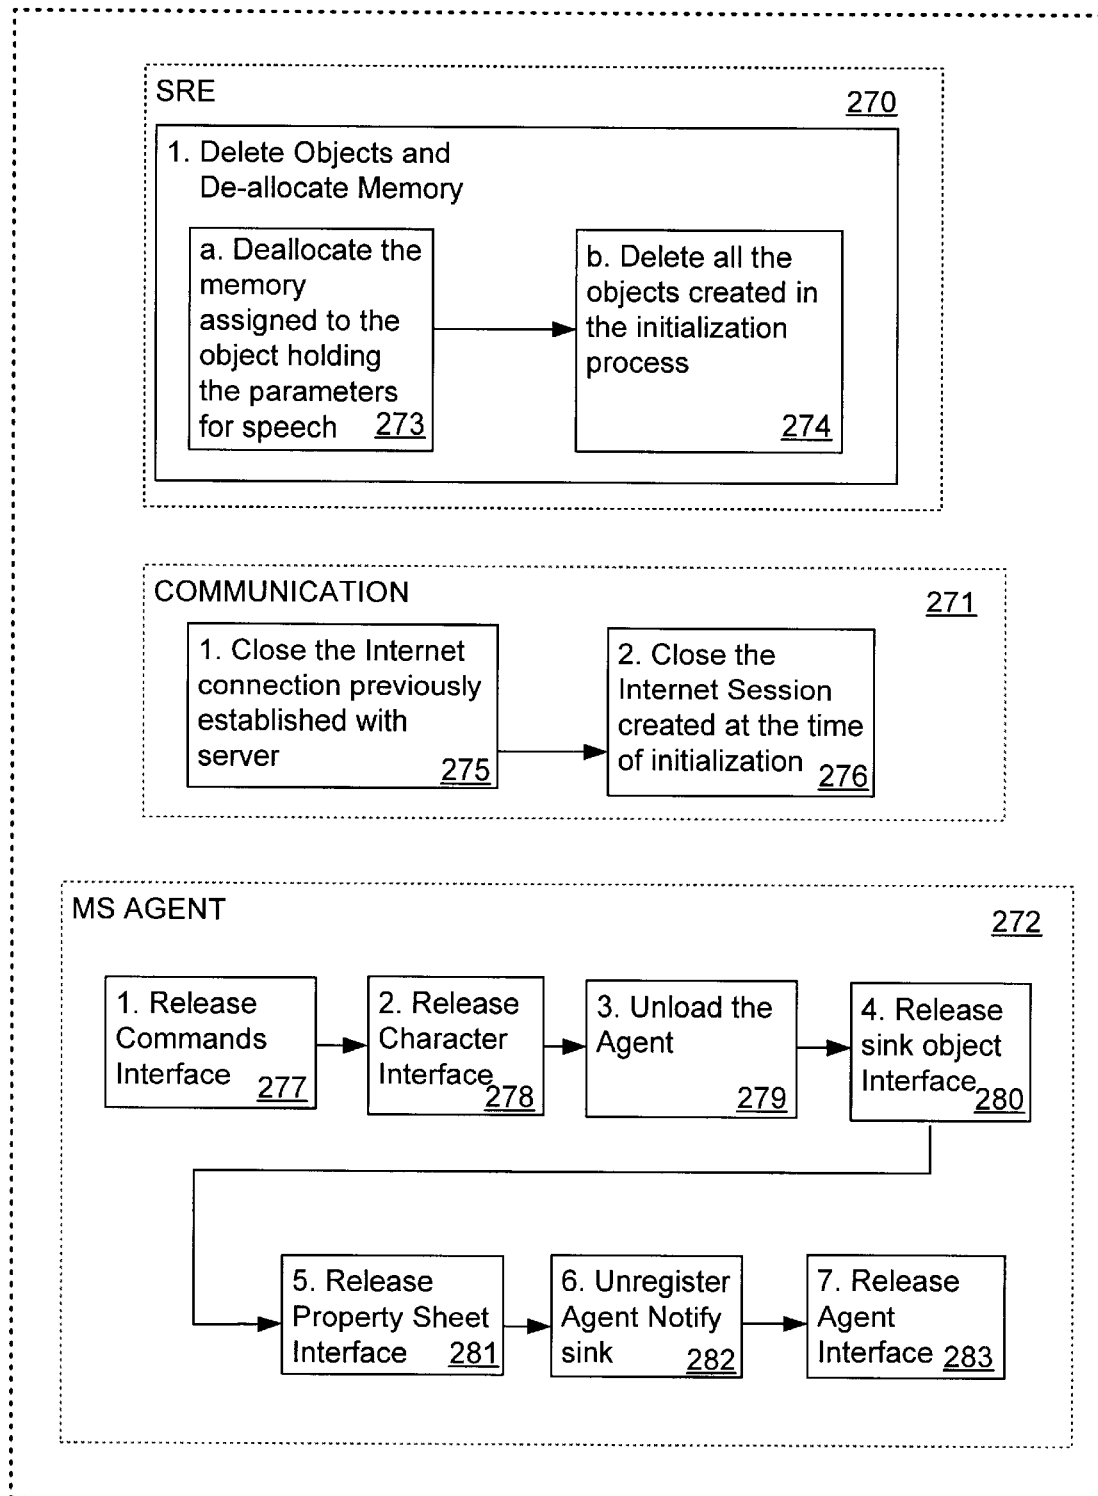 SRE
270
1. Delete Objects and
De-allocate Memory
a. Deallocate the
memory
assigned to the
object holding
the parameters
for speech 273
b. Delete all the
objects created in
the initialization
process
274
COMMUNICATION
271
1. Close the Internet
connection previously
established with
server
275
2. Close the
Internet Session
created at the time
of initialization 276
MS AGENT
272
1. Release
Commands
Interface 277
2. Release
Character
Interface 278
3. Unload the
Agent
279
4. Release
sink object
Interface 280
5. Release
Property Sheet
Interface 281
6. Unregister
Agent Notify
sink 282
7. Release
Agent
Interface 283